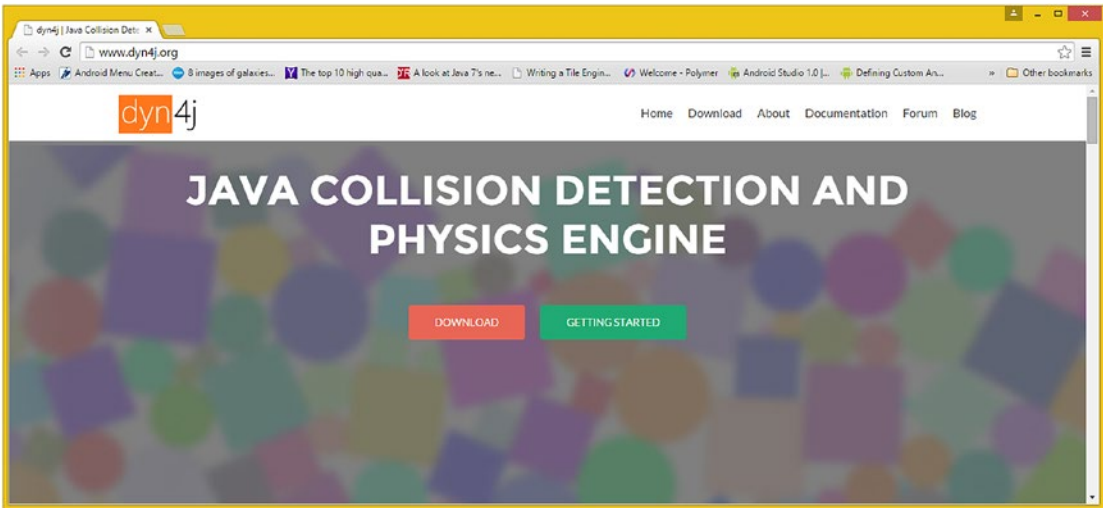 dyn4j | Java Collision Dete
www.dyn4j.org
Apps Android Menu Creat... 8 images of galaxies... The top 10 high qua... A look at Java 7's ne... Writing a Tile Engin... Welcome - Polymer Android Studio 1.0 |... Defining Custom An... » Other bookmarks
dyn4j
Home Download About Documentation Forum Blog
JAVA COLLISION DETECTION AND
PHYSICS ENGINE
DOWNLOAD GETTING STARTED